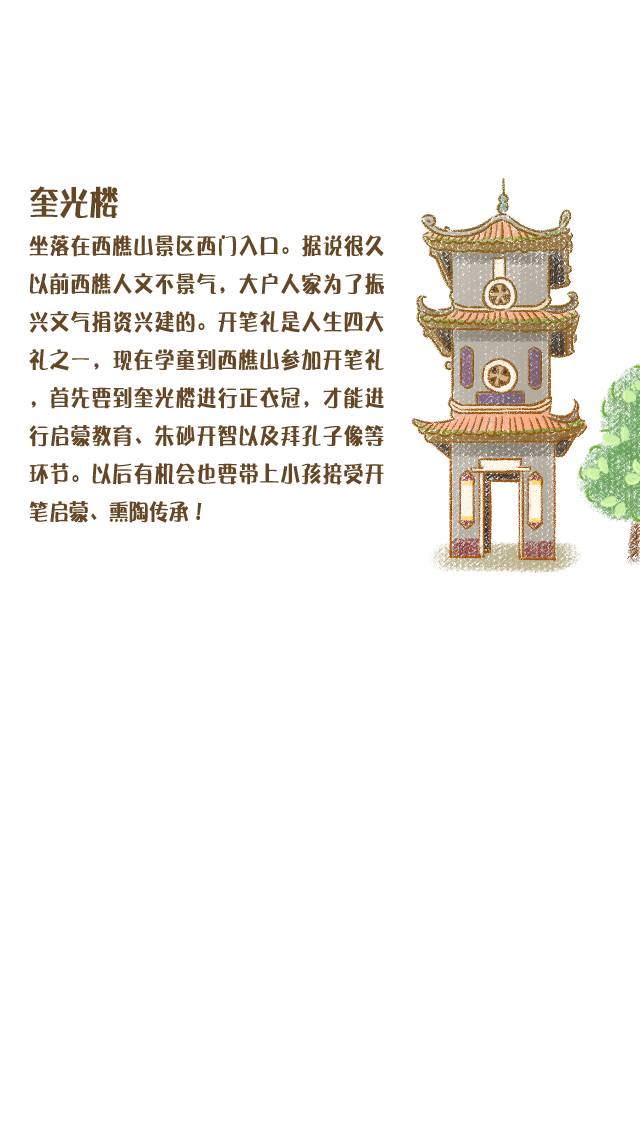 奎光楼
坐落在西樵山景区西门入口。据说很久
以前西樵人文不景气，大户人家为了振
兴文气捐资兴建的。开笔礼是人生四大
礼之一，现在学童到西樵山参加开笔礼
，首先要到奎光楼进行正衣冠，才能进
行启蒙教育、朱砂开智以及拜孔子像等
环节。以后有机会也要带上小孩接受开
笔启蒙、熏陶传承！